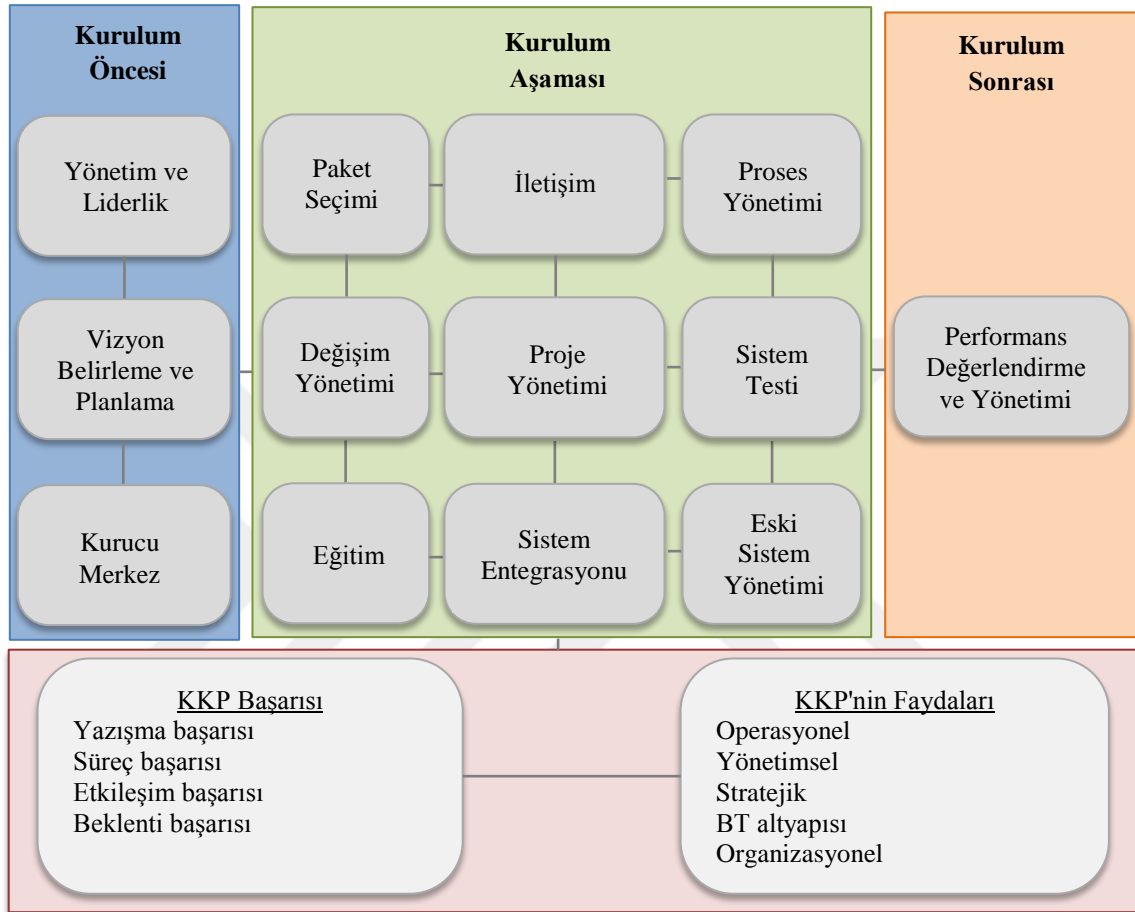 Kurulum
Öncesi
Yönetim ve
Liderlik
Vizyon
Belirleme ve
Planlama
Kurucu
Merkez
Kurulum
Aşaması
Paket
Seçimi
İletişim
Proses
Yönetimi
Değişim
Yönetimi
Proje
Yönetimi
Sistem
Testi
Eğitim
Sistem
Entegrasyonu
Eski
Sistem
Yönetimi
Kurulum
Sonrası
Performans
Değerlendirme
ve Yönetimi
KKP Başarısı
Yazışma başarısı
Süreç başarısı
Etkileşim başarısı
Beklenti başarısı
KKP'nin Faydaları
Operasyonel
Yönetimsel
Stratejik
BT altyapısı
Organizasyonel